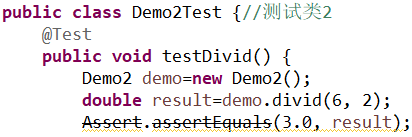 public class Demo2Test {//测试类2
    @Test
    public void testDivid() {
        Demo2 demo=new Demo2();
        double result=demo.divid(6, 2);
        Assert.assertEquals(3.0, result);